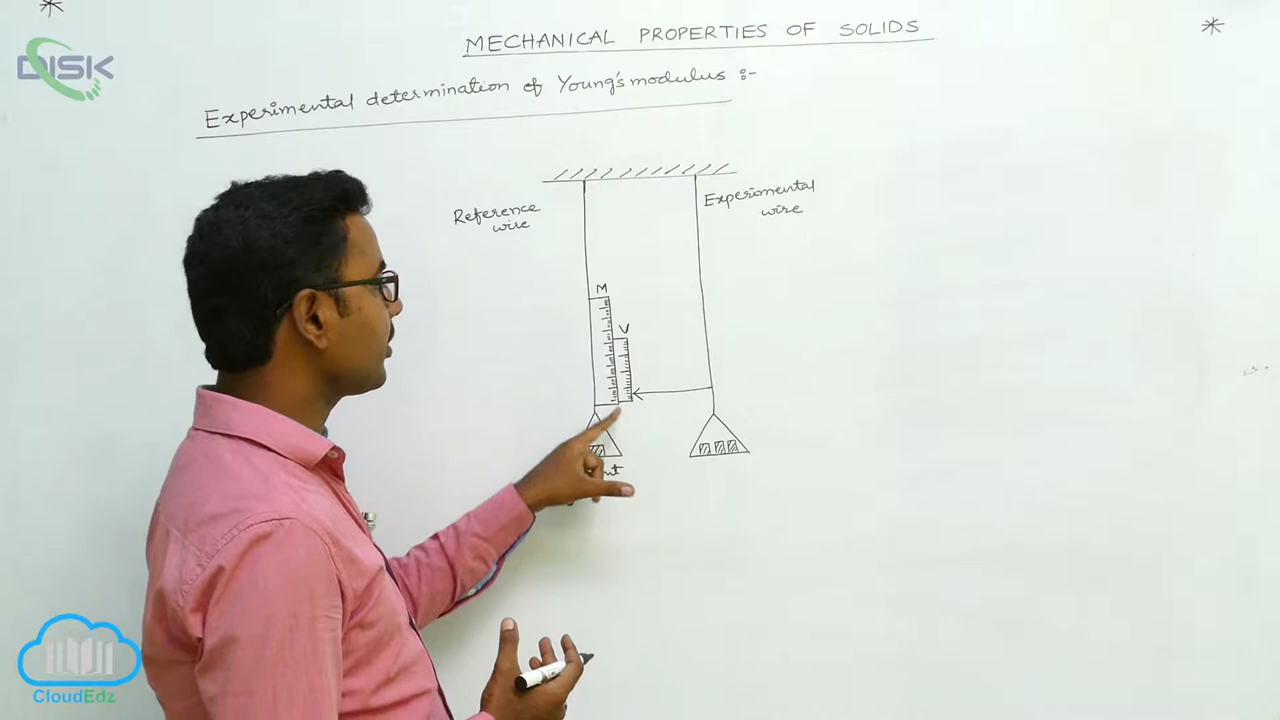 MECHANICAL PROPERTIES OF SOLIDS
DISK
Experimental determination of Young's modulus :-
Reference
wire
Experimental
wire
M
V
CloudEdz